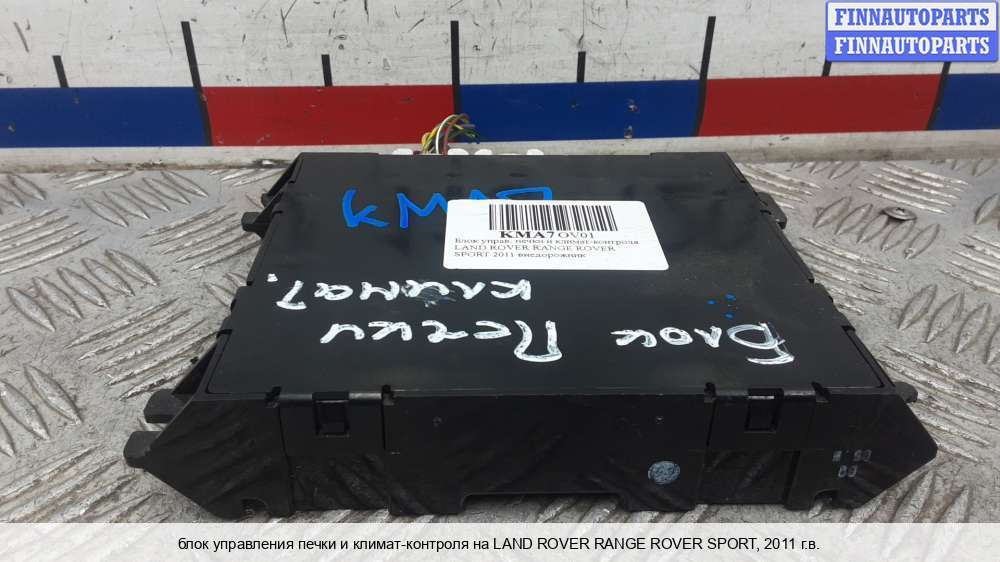 FINNAUTOPARTS
FINNAUTOPARTS
КМА7
KMA7 OV01
Блок управ. печки и климат-контроля
LAND ROVER RANGE ROVER
SPORT 2011 внедорожник
Блок Печки
климат.
блок управления печки и климат-контроля на LAND ROVER RANGE ROVER SPORT, 2011 г.в.